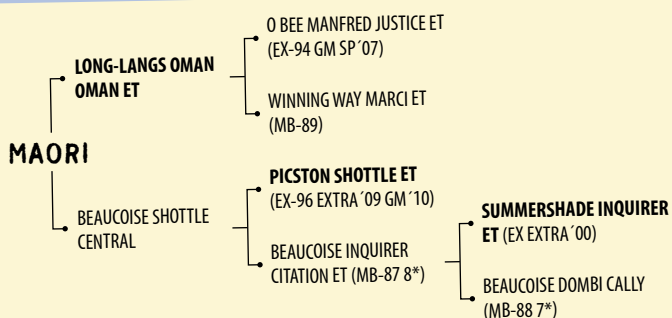 O BEE MANFRED JUSTICE ET
(EX-94 GM SP´07)
LONG-LANGS OMAN
OMAN ET
WINNING WAY MARCI ET
(MB-89)
MAORI
PICSTON SHOTTLE ET
(EX-96 EXTRA´09 GM´10)
BEAUCOISE SHOTTLE
CENTRAL
SUMMERSHADE INQUIRER
ET (EX EXTRA´00)
BEAUCOISE INQUIRER
CITATION ET (MB-87 8*)
BEAUCOISE DOMBI CALLY
(MB-88 7*)